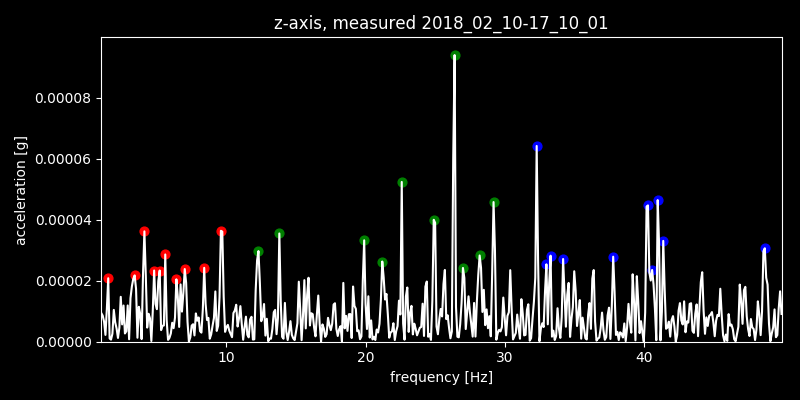 z-axis, measured 2018_02_10-17_10_01
acceleration [g]
0.00008
0.00006
0.00004
0.00002
0.00000
10 20 30 40
frequency [Hz]